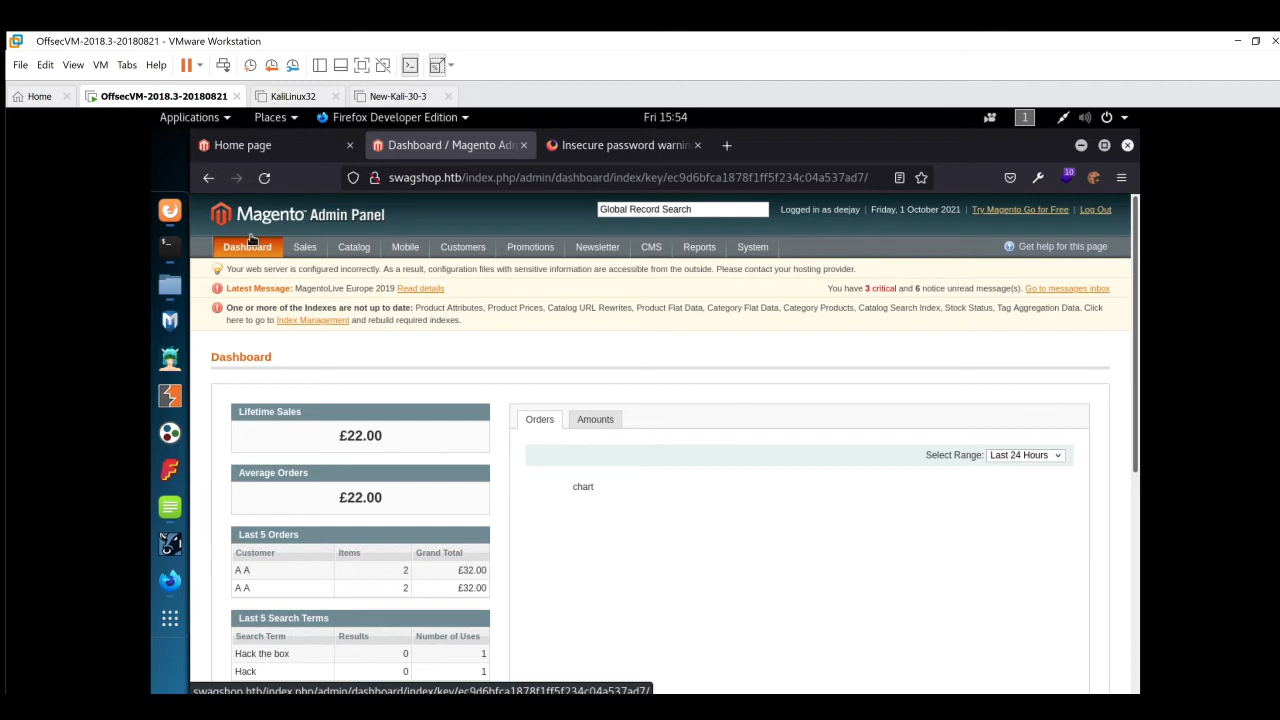 OffsecVM-2018.3-20180821 - VMware Workstation
File Edit View VM Tabs Help
Home OffsecVM-2018.3-20180821 KaliLinux32 New-Kali-30-3
Applications Places Firefox Developer Edition Fri 15:54 1
Home page Dashboard / Magento Adm Insecure password warnin
swagshop.htb/index.php/admin/dashboard/index/key/ec9d6bfca1878f1ff5f234c04a537ad7/ 10
Magento Admin Panel Global Record Search Logged in as deejay | Friday, 1 October 2021 | Try Magento Go for Free | Log Out
Dashboard Sales Catalog Mobile Customers Promotions Newsletter CMS Reports System Get help for this page
Your web server is configured incorrectly. As a result, configuration files with sensitive information are accessible from the outside. Please contact your hosting provider.
Latest Message: MagentoLive Europe 2019 Read details You have 3 critical and 6 notice unread message(s). Go to messages inbox
One or more of the Indexes are not up to date: Product Attributes, Product Prices, Catalog URL Rewrites, Product Flat Data, Category Flat Data, Category Products, Catalog Search Index, Stock Status, Tag Aggregation Data. Click
here to go to Index Management and rebuild required indexes.
Dashboard
Lifetime Sales
£22.00
Average Orders
£22.00
Last 5 Orders
Customer Items Grand Total
A A 2 £32.00
A A 2 £32.00
Last 5 Search Terms
Search Term Results Number of Uses
Hack the box 0 1
Hack 0 1
Orders Amounts
Select Range: Last 24 Hours
chart
swagshop.htb/index.php/admin/dashboard/index/key/ec9d6bfca1878f1ff5f234c04a537ad7/